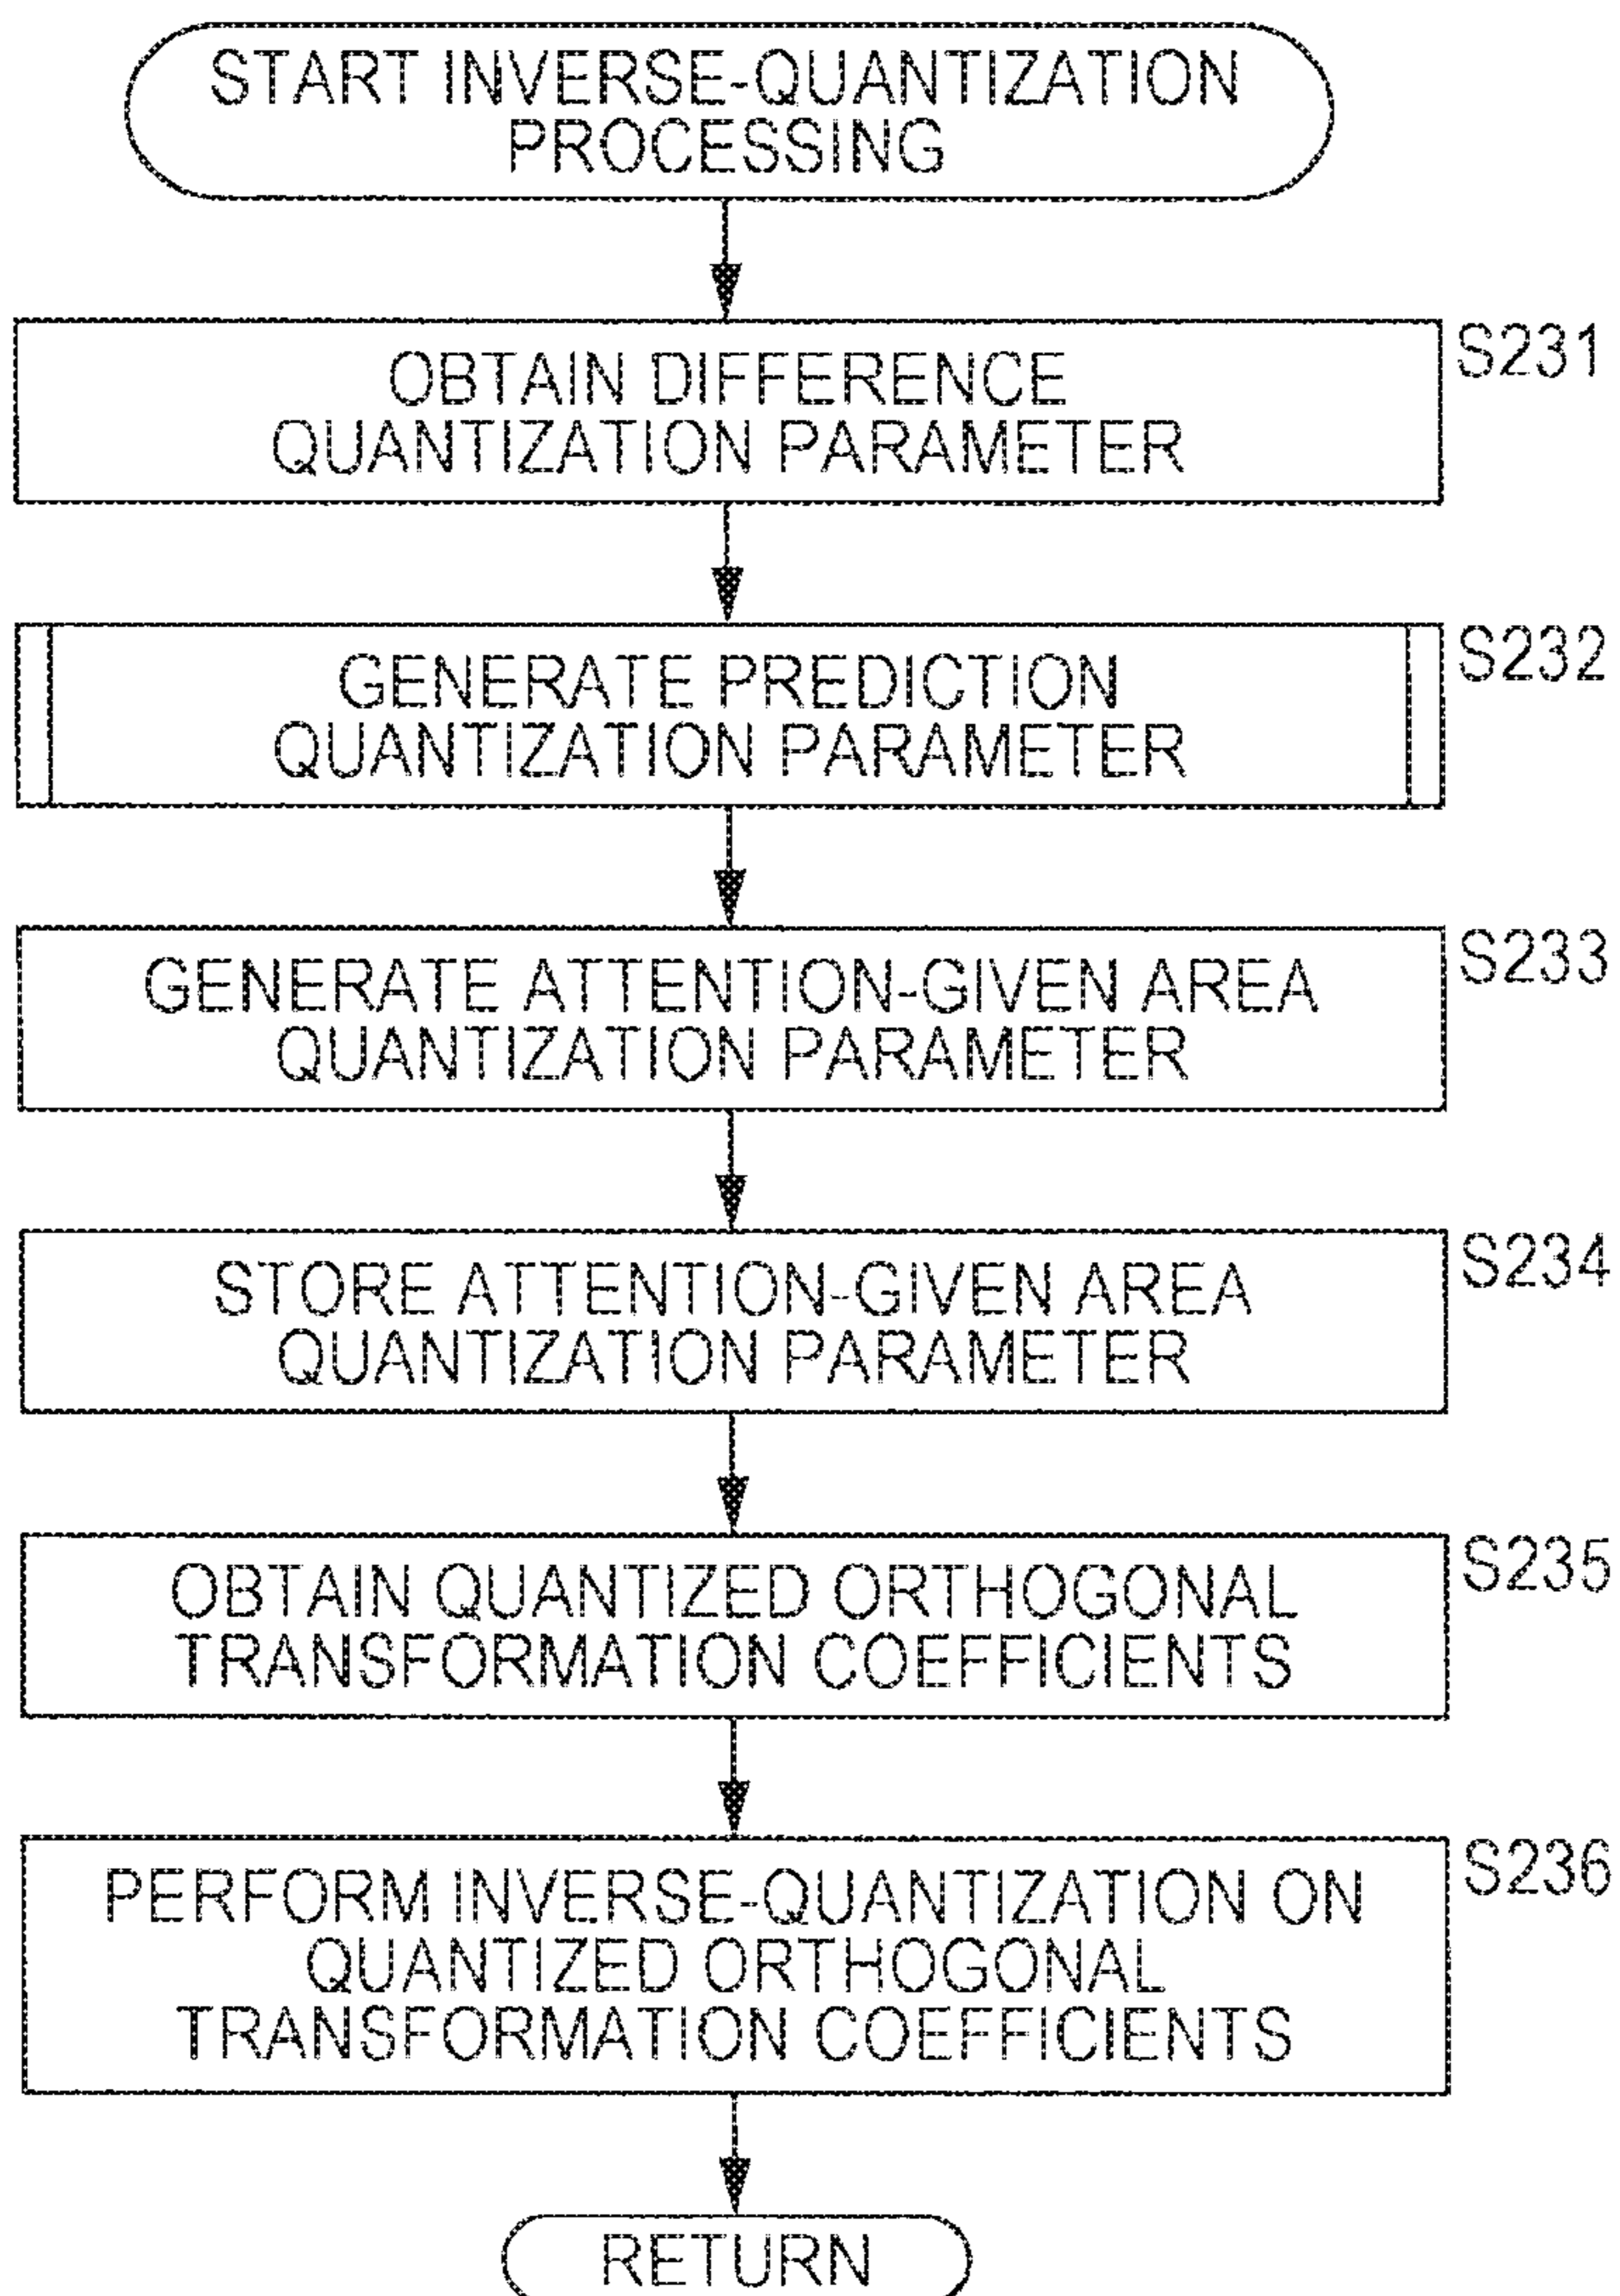 START INVERSE-QUANTIZATION
PROCESSING
OBTAIN DIFFERENCE
QUANTIZATION PARAMETER
S231
GENERATE PREDICTION
QUANTIZATION PARAMETER
S232
GENERATE ATTENTION-GIVEN AREA
QUANTIZATION PARAMETER
S233
STORE ATTENTION-GIVEN AREA
QUANTIZATION PARAMETER
S234
OBTAIN QUANTIZED ORTHOGONAL
TRANSFORMATION COEFFICIENTS
S235
PERFORM INVERSE-QUANTIZATION ON
QUANTIZED ORTHOGONAL
TRANSFORMATION COEFFICIENTS
S236
RETURN